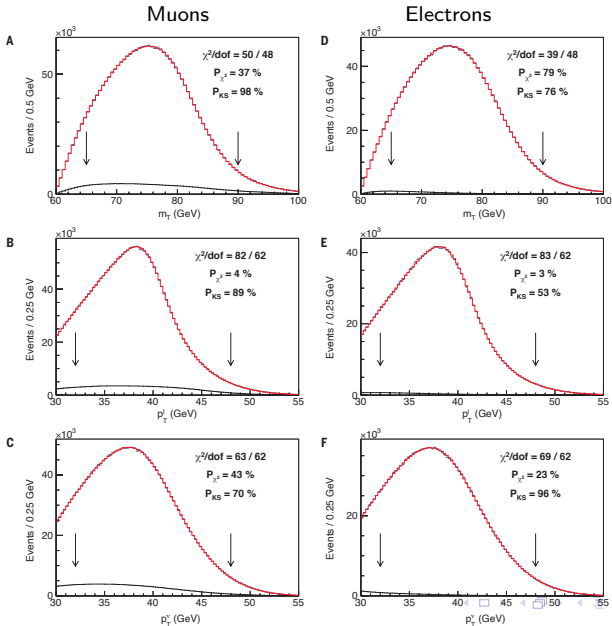 Muons
Electrons
A
×10³
Events / 0.5 GeV
χ²/dof = 50 / 48
P_χ² = 37 %
P_KS = 98 %
50
0
60 70 80 90 100
m_T (GeV)
D
×10³
Events / 0.5 GeV
χ²/dof = 39 / 48
P_χ² = 79 %
P_KS = 76 %
40
20
0
60 70 80 90 100
m_T (GeV)
B
×10³
Events / 0.25 GeV
χ²/dof = 82 / 62
P_χ² = 4 %
P_KS = 89 %
40
20
0
30 35 40 45 50 55
p_T^l (GeV)
E
×10³
Events / 0.25 GeV
χ²/dof = 83 / 62
P_χ² = 3 %
P_KS = 53 %
40
20
0
30 35 40 45 50 55
p_T^l (GeV)
C
×10³
Events / 0.25 GeV
χ²/dof = 63 / 62
P_χ² = 43 %
P_KS = 70 %
40
20
0
30 35 40 45 50 55
p_T^ν (GeV)
F
×10³
Events / 0.25 GeV
χ²/dof = 69 / 62
P_χ² = 23 %
P_KS = 96 %
20
0
30 35 40 45 50 55
p_T^ν (GeV)